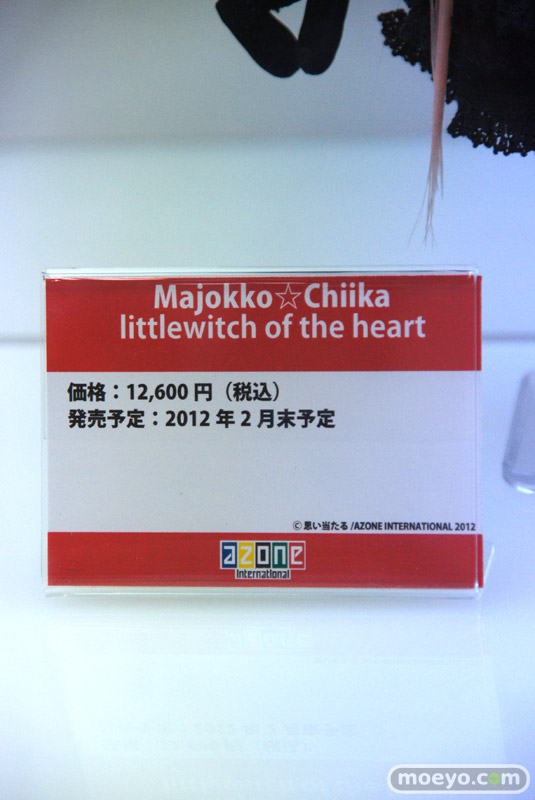 Majokko☆Chiika
littlewitch of the heart
価格：12,600 円（税込）
発売予定：2012 年 2 月末予定
© 思い当たる /AZONE INTERNATIONAL 2012
azone
international
moeyo.com